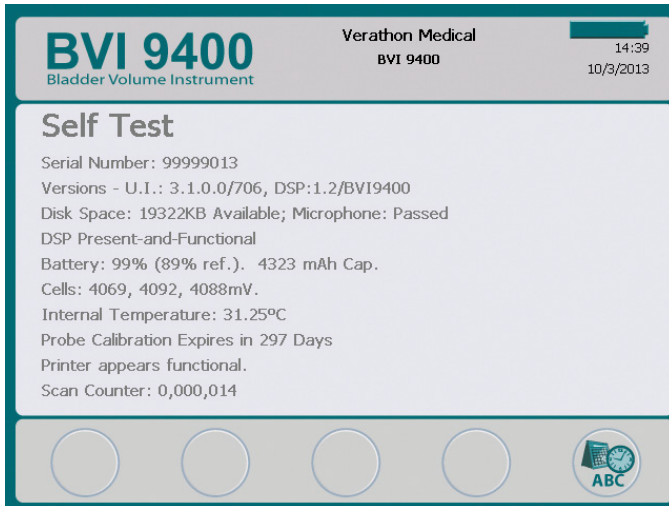 BVI 9400
Bladder Volume Instrument
Verathon Medical
BVI 9400
14:39
10/3/2013
Self Test
Serial Number: 99999013
Versions - U.I.: 3.1.0.0/706, DSP:1.2/BVI9400
Disk Space: 19322KB Available; Microphone: Passed
DSP Present-and-Functional
Battery: 99% (89% ref.).  4323 mAh Cap.
Cells: 4069, 4092, 4088mV.
Internal Temperature: 31.25ºC
Probe Calibration Expires in 297 Days
Printer appears functional.
Scan Counter: 0,000,014
ABC